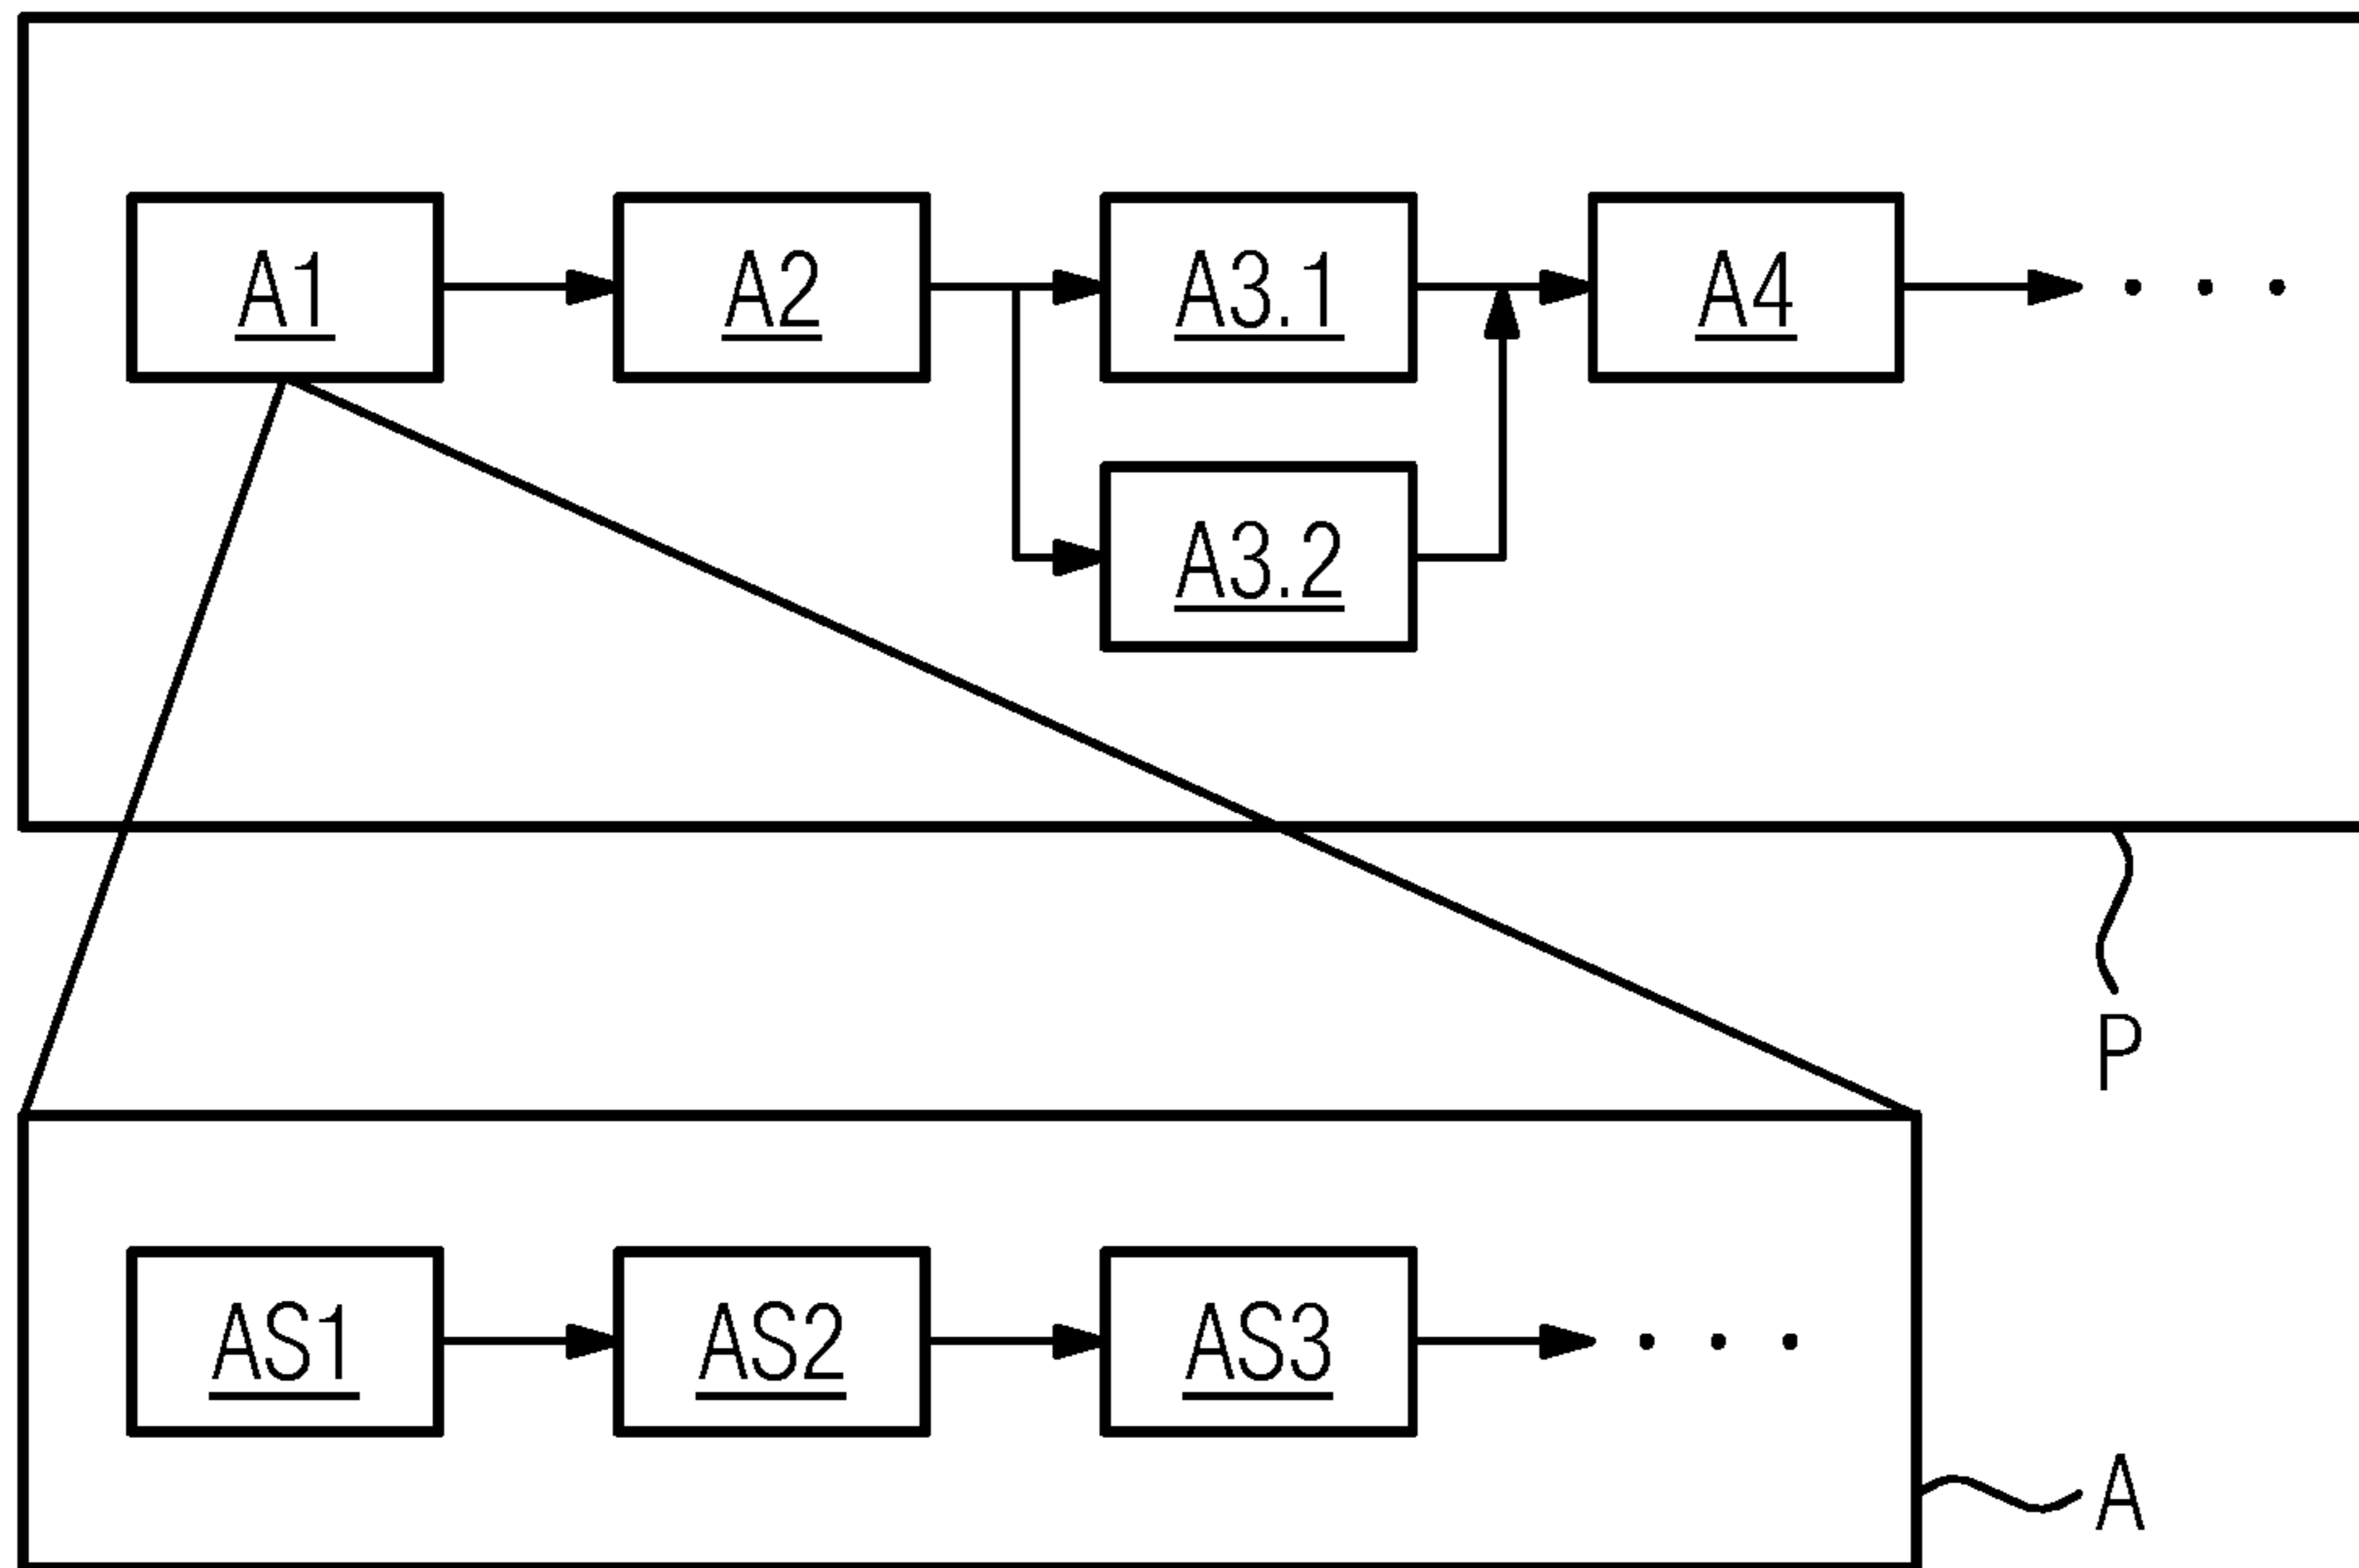 A1 A2 A3.1 A4 . . .
A3.2
P
AS1 AS2 AS3 . . .
A